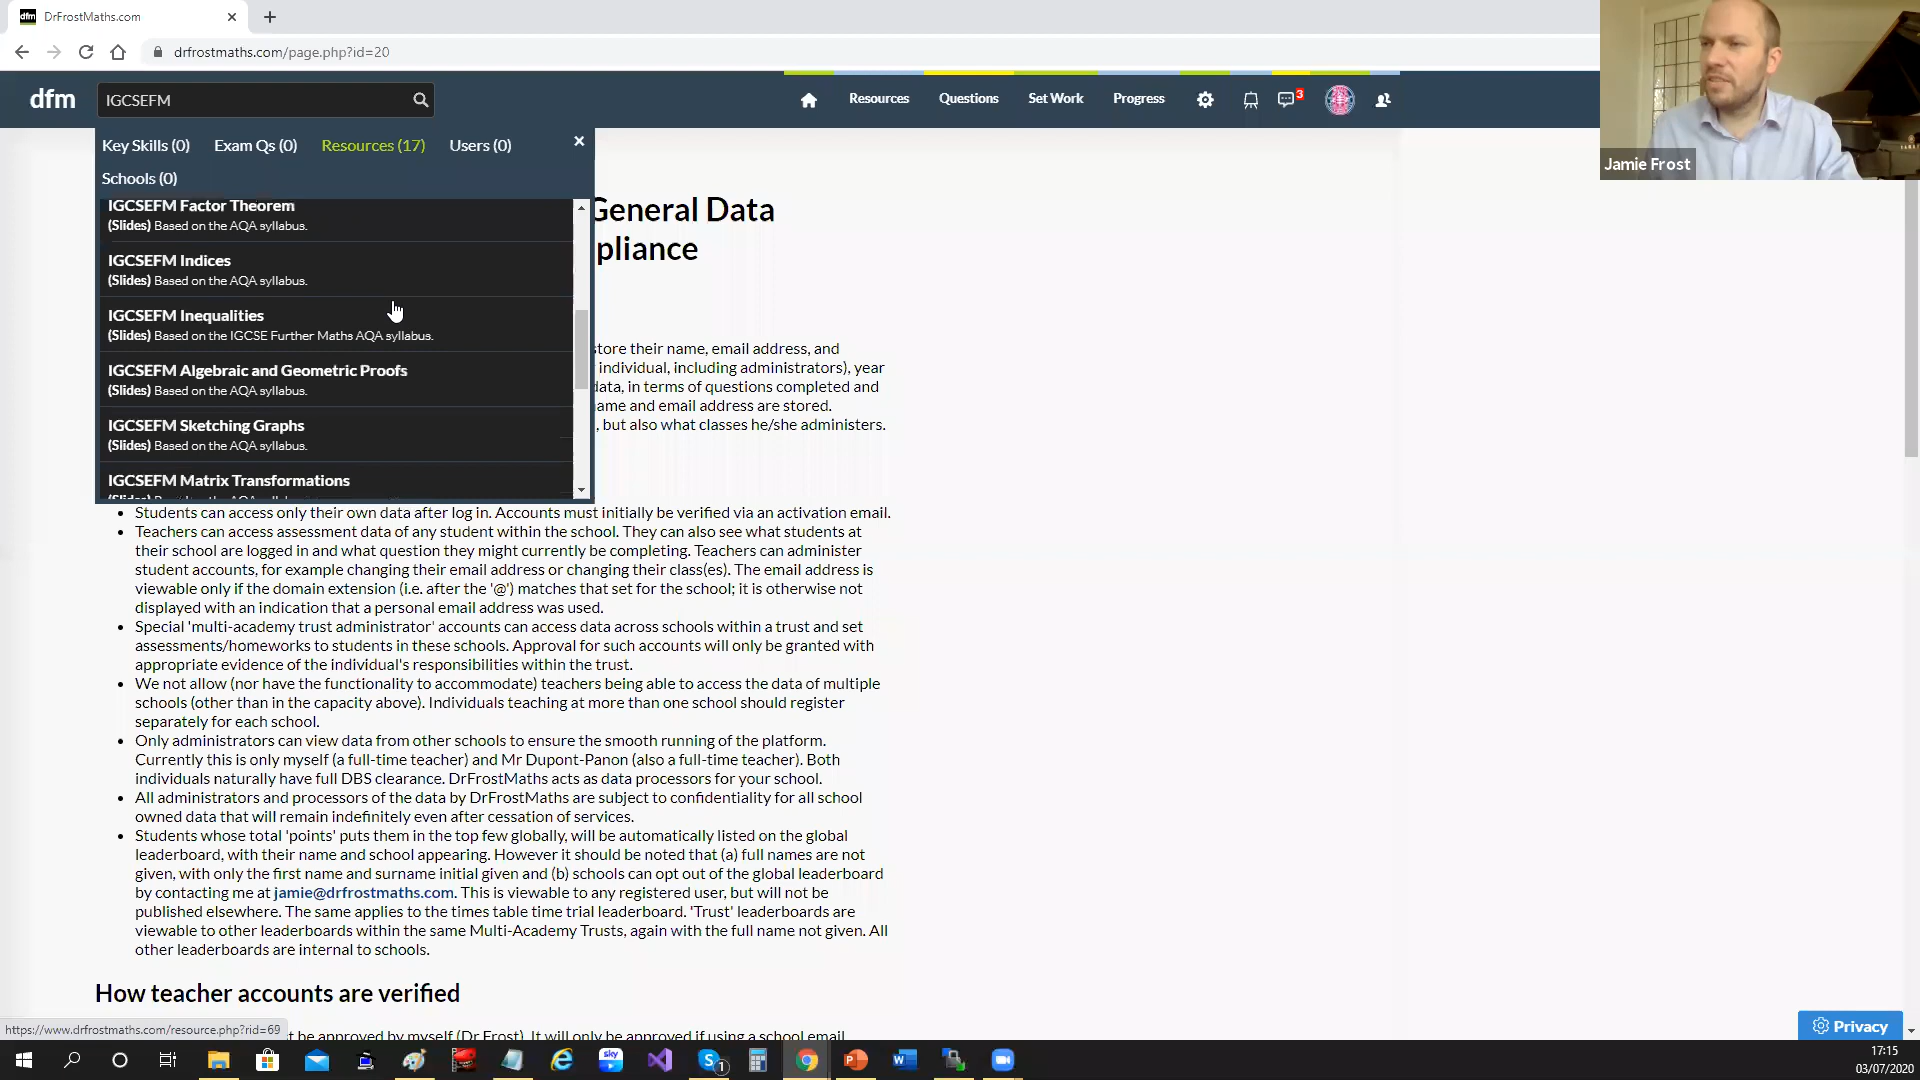 DrFrostMaths.com
drfrostmaths.com/page.php?id=20
dfm
IGCSEFM
Resources
Questions
Set Work
Progress
3
Jamie Frost
Key Skills (0)
Exam Qs (0)
Resources (17)
Users (0)
Schools (0)
IGCSEFM Factor Theorem
(Slides) Based on the AQA syllabus.
IGCSEFM Indices
(Slides) Based on the AQA syllabus.
IGCSEFM Inequalities
(Slides) Based on the IGCSE Further Maths AQA syllabus.
IGCSEFM Algebraic and Geometric Proofs
(Slides) Based on the AQA syllabus.
IGCSEFM Sketching Graphs
(Slides) Based on the AQA syllabus.
IGCSEFM Matrix Transformations
General Data
pliance
store their name, email address, and
individual, including administrators), year
data, in terms of questions completed and
name and email address are stored.
, but also what classes he/she administers.
• Students can access only their own data after log in. Accounts must initially be verified via an activation email.
• Teachers can access assessment data of any student within the school. They can also see what students at
their school are logged in and what question they might currently be completing. Teachers can administer
student accounts, for example changing their email address or changing their class(es). The email address is
viewable only if the domain extension (i.e. after the '@') matches that set for the school; it is otherwise not
displayed with an indication that a personal email address was used.
• Special 'multi-academy trust administrator' accounts can access data across schools within a trust and set
assessments/homeworks to students in these schools. Approval for such accounts will only be granted with
appropriate evidence of the individual's responsibilities within the trust.
• We not allow (nor have the functionality to accommodate) teachers being able to access the data of multiple
schools (other than in the capacity above). Individuals teaching at more than one school should register
separately for each school.
• Only administrators can view data from other schools to ensure the smooth running of the platform.
Currently this is only myself (a full-time teacher) and Mr Dupont-Panon (also a full-time teacher). Both
individuals naturally have full DBS clearance. DrFrostMaths acts as data processors for your school.
• All administrators and processors of the data by DrFrostMaths are subject to confidentiality for all school
owned data that will remain indefinitely even after cessation of services.
• Students whose total 'points' puts them in the top few globally, will be automatically listed on the global
leaderboard, with their name and school appearing. However it should be noted that (a) full names are not
given, with only the first name and surname initial given and (b) schools can opt out of the global leaderboard
by contacting me at jamie@drfrostmaths.com. This is viewable to any registered user, but will not be
published elsewhere. The same applies to the times table time trial leaderboard. 'Trust' leaderboards are
viewable to other leaderboards within the same Multi-Academy Trusts, again with the full name not given. All
other leaderboards are internal to schools.
How teacher accounts are verified
t be approved by myself (Dr Frost). It will only be approved if using a school email
https://www.drfrostmaths.com/resource.php?rid=69
Privacy
sky
1
17:15
03/07/2020